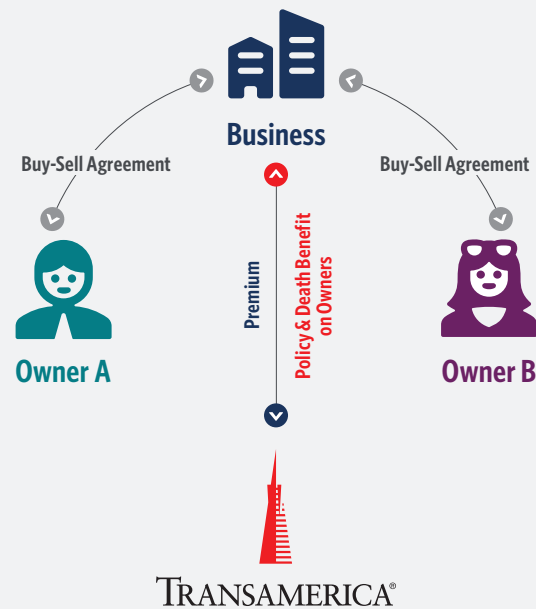 Business
Buy-Sell Agreement
Buy-Sell Agreement
Premium
Policy & Death Benefit
on Owners
Owner A
Owner B
TRANSAMERICA®